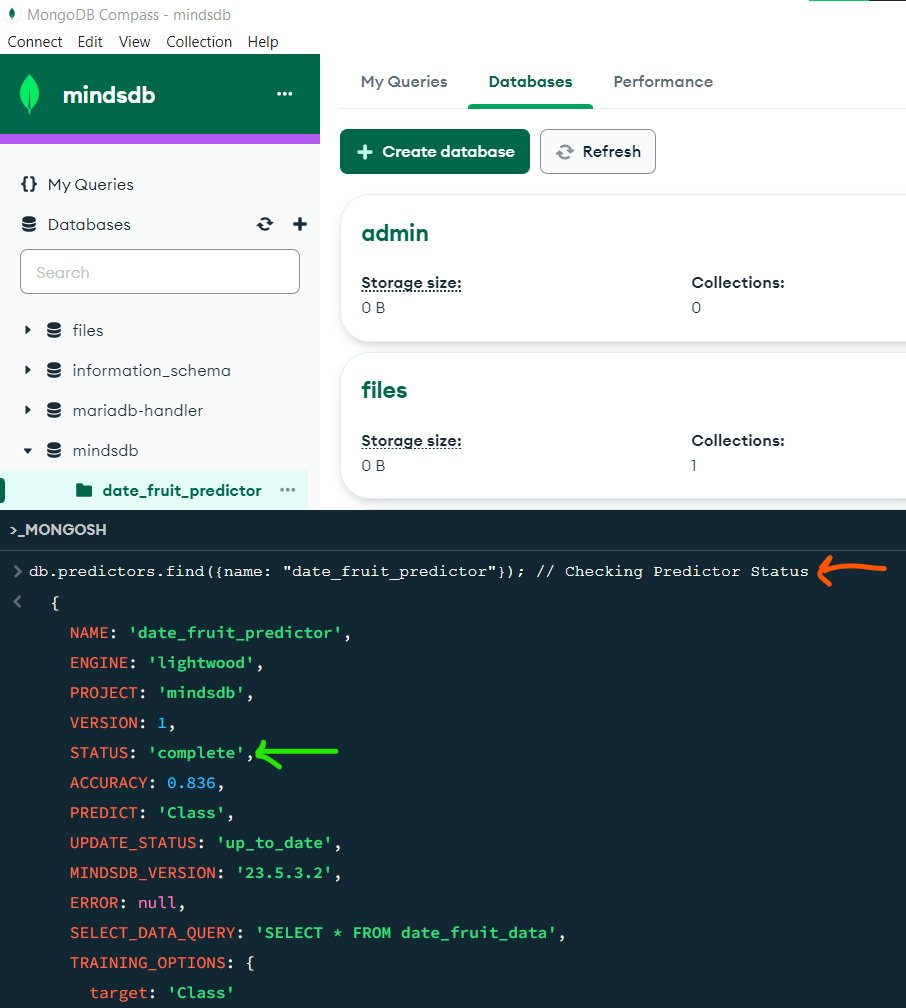 MongoDB Compass - mindsdb
Connect Edit View Collection Help
mindsdb ...
My Queries Databases Performance
+ Create database Refresh
{} My Queries
Databases
Search
files
information_schema
mariadb-handler
mindsdb
date_fruit_predictor ...
admin
Storage size: Collections:
0 B 0
files
Storage size: Collections:
0 B 1
>_MONGOSH
> db.predictors.find({name: "date_fruit_predictor"}); // Checking Predictor Status
< {
NAME: 'date_fruit_predictor',
ENGINE: 'lightwood',
PROJECT: 'mindsdb',
VERSION: 1,
STATUS: 'complete',
ACCURACY: 0.836,
PREDICT: 'Class',
UPDATE_STATUS: 'up_to_date',
MINDSDB_VERSION: '23.5.3.2',
ERROR: null,
SELECT_DATA_QUERY: 'SELECT * FROM date_fruit_data',
TRAINING_OPTIONS: {
target: 'Class'